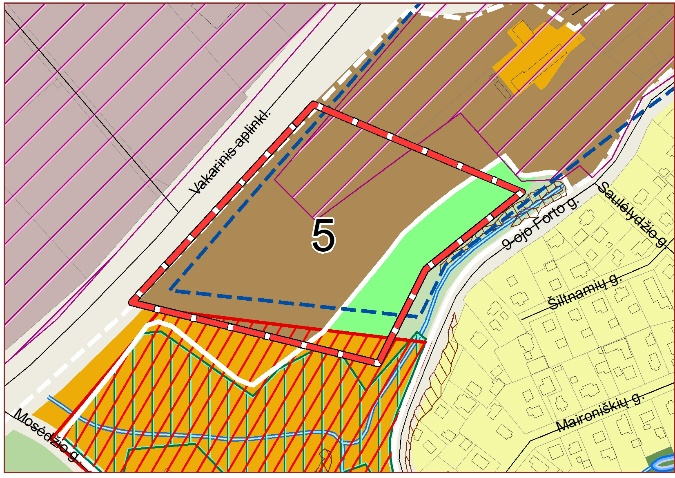 Vakarinis aplinkl.
5
Saulėlydžio g.
9-ojo Forto g.
Šiltnamių g.
Maironiškių g.
Mosėdžio g.